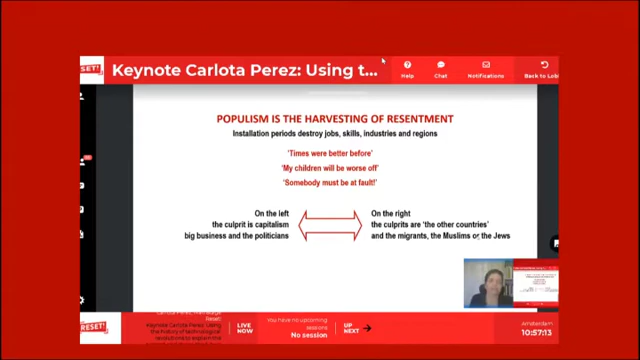 RESET!
Keynote Carlota Perez: Using t...
Help
Chat
Notifications
Back to Lob
POPULISM IS THE HARVESTING OF RESENTMENT
Installation periods destroy jobs, skills, industries and regions
‘Times were better before’
‘My children will be worse off’
‘Somebody must be at fault!’
On the left
the culprit is capitalism
big business and the politicians
On the right
the culprits are ‘the other countries’
and the migrants, the Muslims or the Jews
RESET!
Reset!
Keynote Carlota Perez: Using
the history of technological
revolutions to explain the
LIVE
NOW
You have no upcoming
sessions
No session
UP
NEXT
Amsterdam
10:57:13